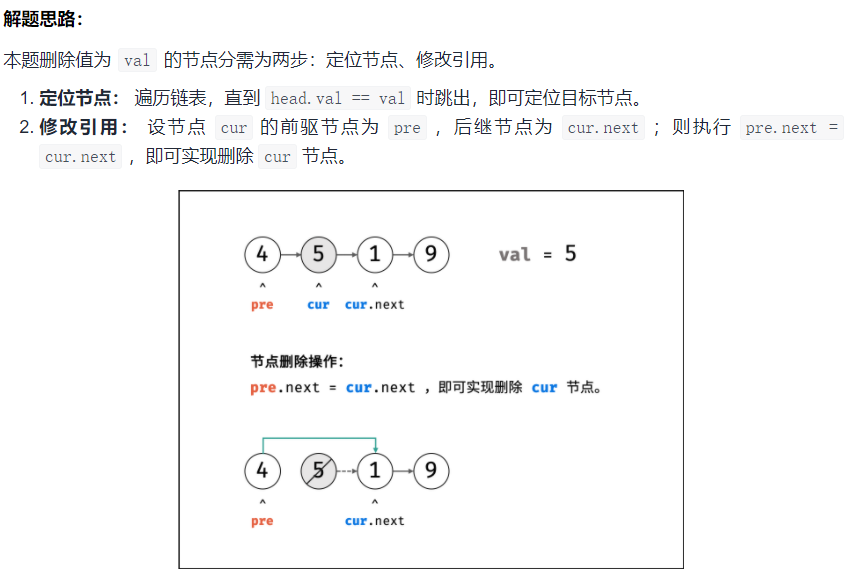 解题思路：
本题删除值为 val 的节点分需为两步：定位节点、修改引用。
1. 定位节点： 遍历链表，直到 head.val == val 时跳出，即可定位目标节点。
2. 修改引用： 设节点 cur 的前驱节点为 pre ，后继节点为 cur.next ；则执行 pre.next =
cur.next ，即可实现删除 cur 节点。
4 5 1 9 val = 5
^ ^ ^
pre cur cur.next
节点删除操作：
pre.next = cur.next ，即可实现删除 cur 节点。
4 5 1 9
^ ^
pre cur.next